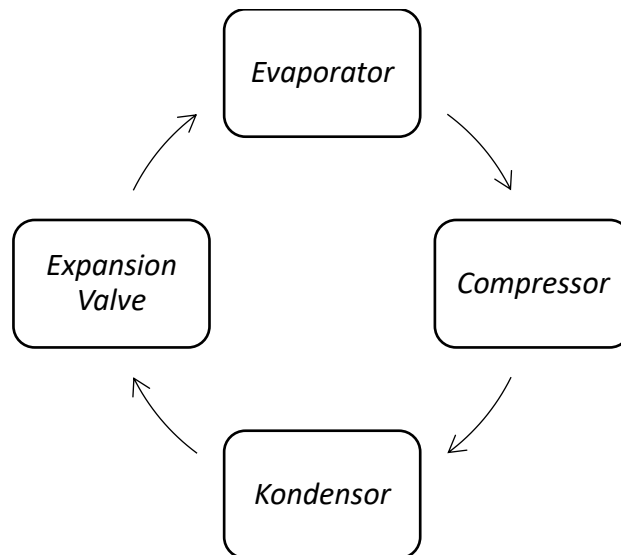 Evaporator
Expansion
Valve
Compressor
Kondensor